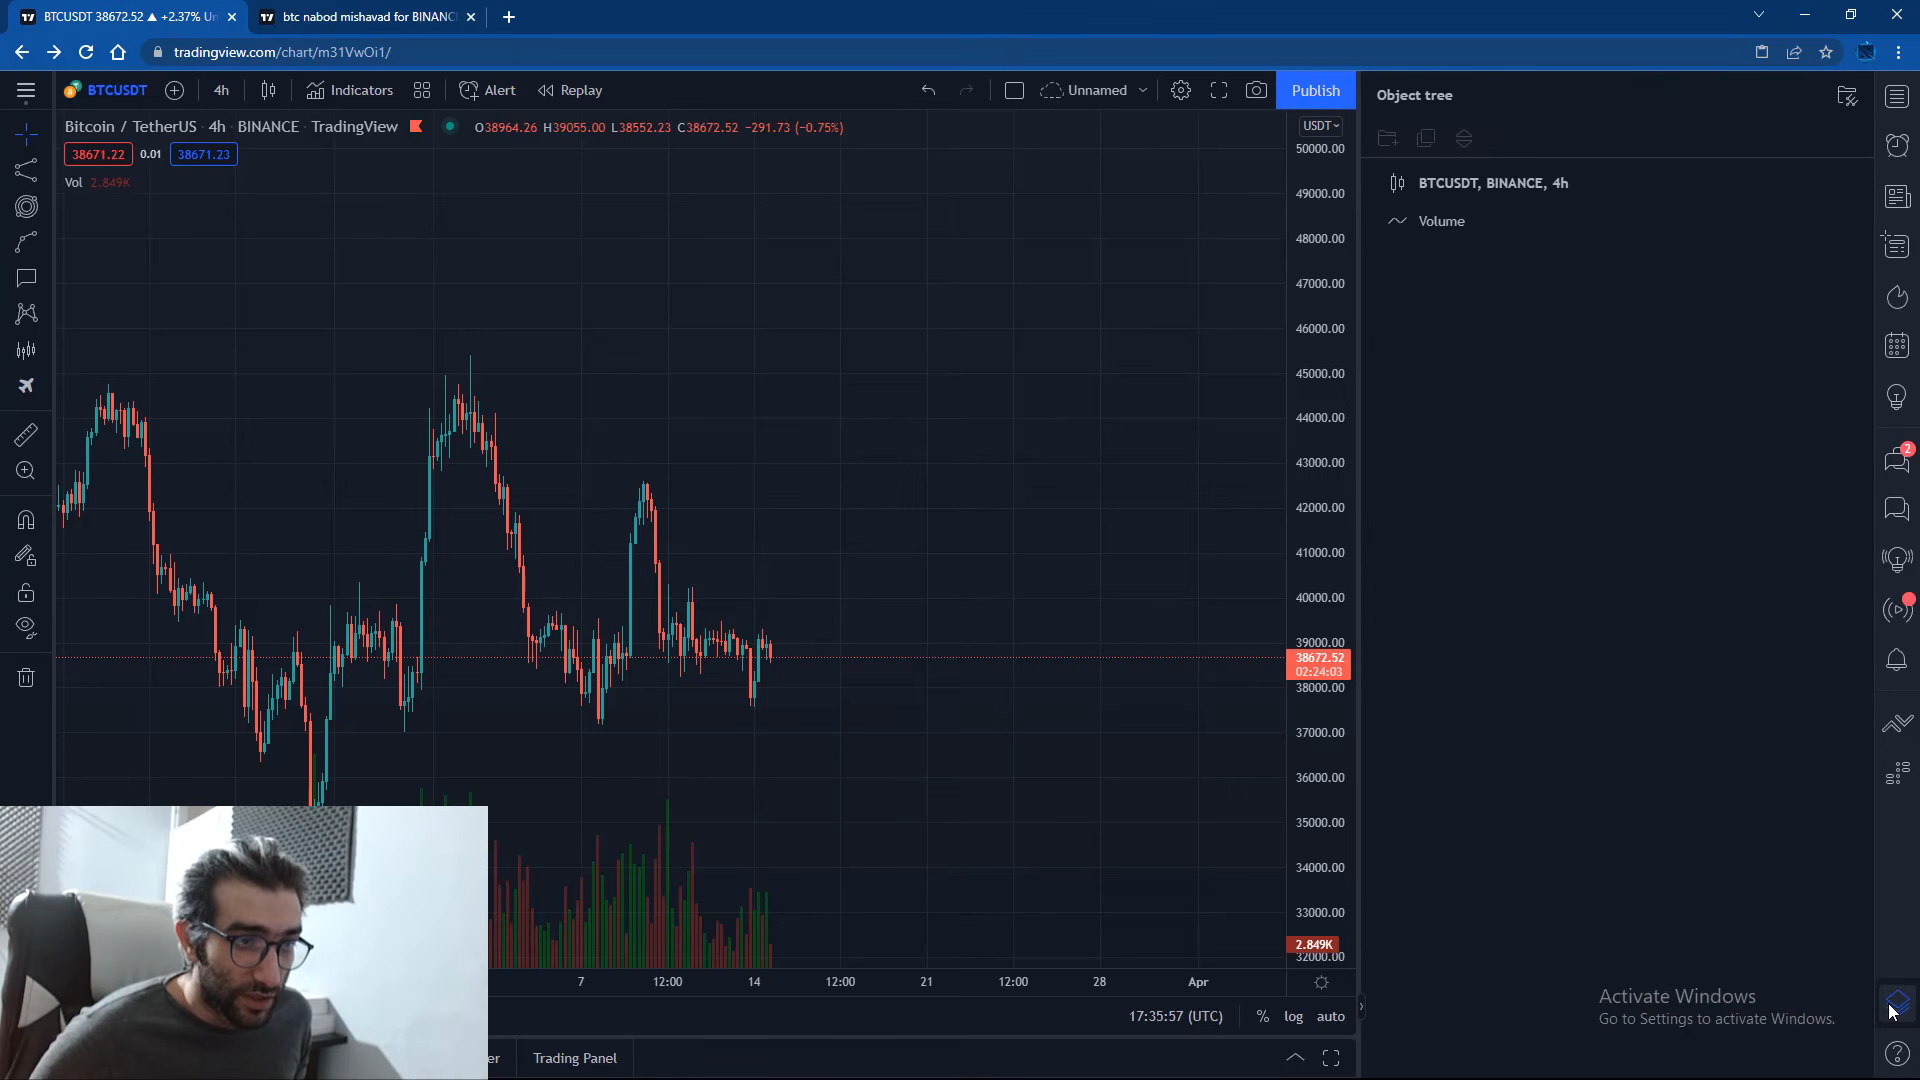 BTCUSDT 38672.52 ▲ +2.37% Un
btc nabod mishavad for BINANC
tradingview.com/chart/m31VwOi1/
BTCUSDT 4h Indicators Alert Replay Unnamed Publish
Object tree
Bitcoin / TetherUS · 4h · BINANCE · TradingView O38964.26 H39055.00 L38552.23 C38672.52 −291.73 (−0.75%)
USDT
38671.22 0.01 38671.23
Vol 2.849K
BTCUSDT, BINANCE, 4h
Volume
50000.00
49000.00
48000.00
47000.00
46000.00
45000.00
44000.00
43000.00
42000.00
41000.00
40000.00
39000.00
38672.52
02:24:03
38000.00
37000.00
36000.00
35000.00
34000.00
33000.00
2.849K
32000.00
2
7 12:00 14 12:00 21 12:00 28 Apr
17:35:57 (UTC) % log auto
er Trading Panel
Activate Windows
Go to Settings to activate Windows.